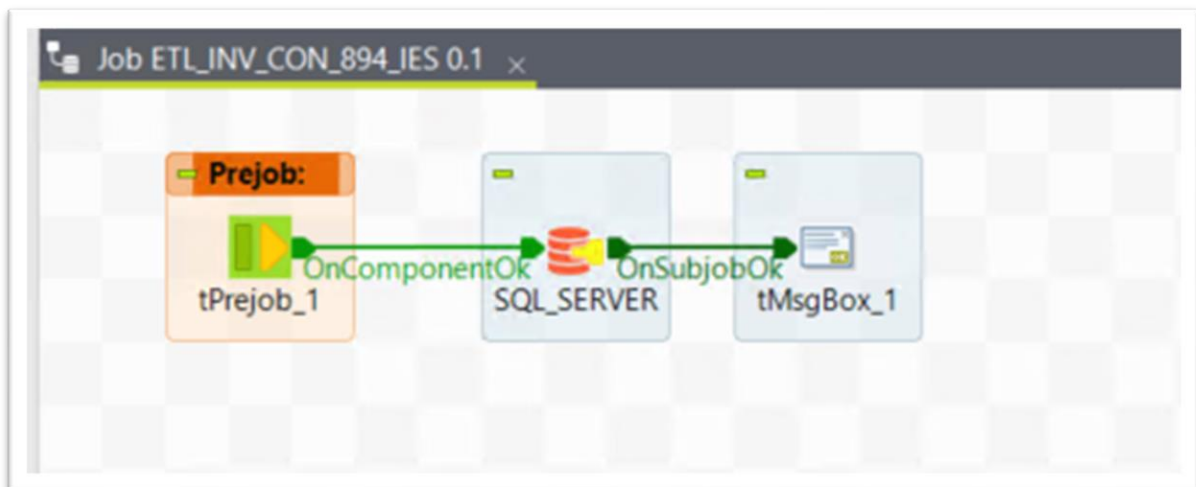 Job ETL_INV_CON_894_IES 0.1
Prejob:
OnComponentOk
OnSubjobOk
tPrejob_1
SQL_SERVER
tMsgBox_1